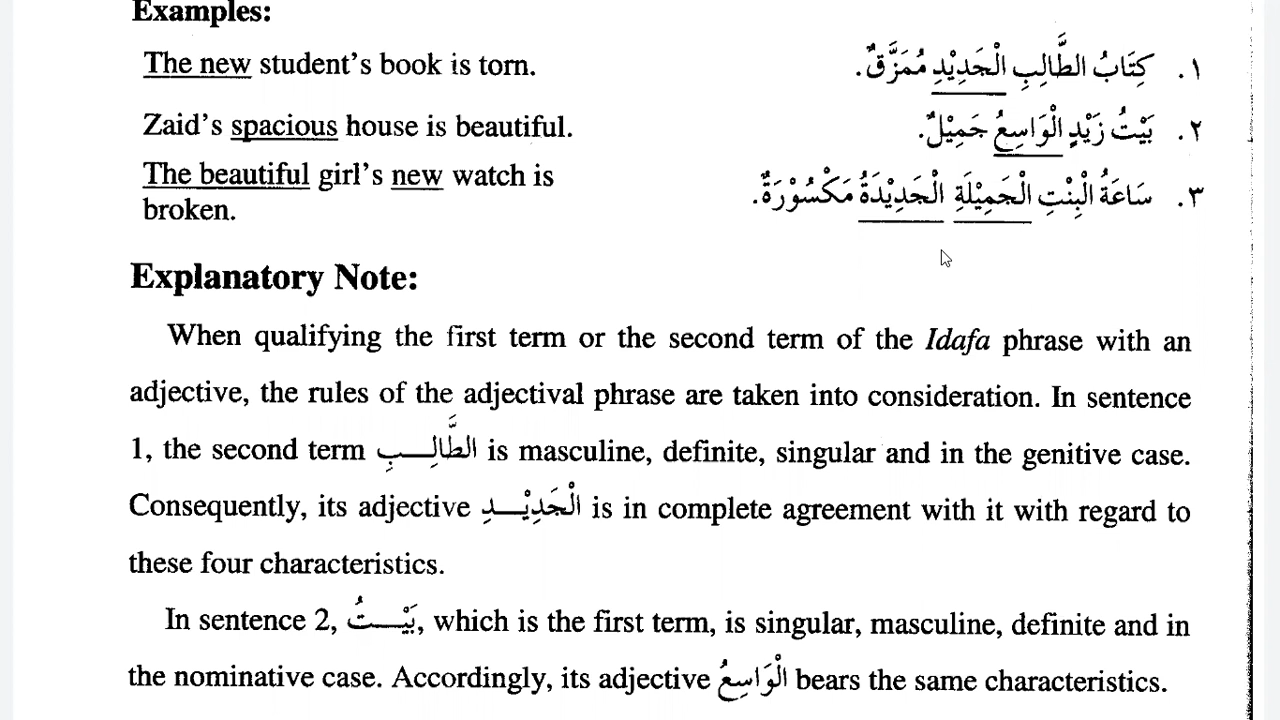 Examples:
The new student's book is torn. ١. كِتَابُ الطَّالِبِ الْجَدِيْدِ مُمَزَّقٌ.
Zaid's spacious house is beautiful. ٢. بَيْتُ زَيْدٍ الْوَاسِعُ جَمِيْلٌ.
The beautiful girl's new watch is ٣. سَاعَةُ الْبِنْتِ الْجَمِيْلَةِ الْجَدِيْدَةُ مَكْسُوْرَةٌ.
broken.
Explanatory Note:
When qualifying the first term or the second term of the Idafa phrase with an
adjective, the rules of the adjectival phrase are taken into consideration. In sentence
1, the second term الطَّالِـــبِ is masculine, definite, singular and in the genitive case.
Consequently, its adjective الْجَدِيْـــدِ is in complete agreement with it with regard to
these four characteristics.
In sentence 2, بَيْـــتُ, which is the first term, is singular, masculine, definite and in
the nominative case. Accordingly, its adjective الْوَاسِعُ bears the same characteristics.